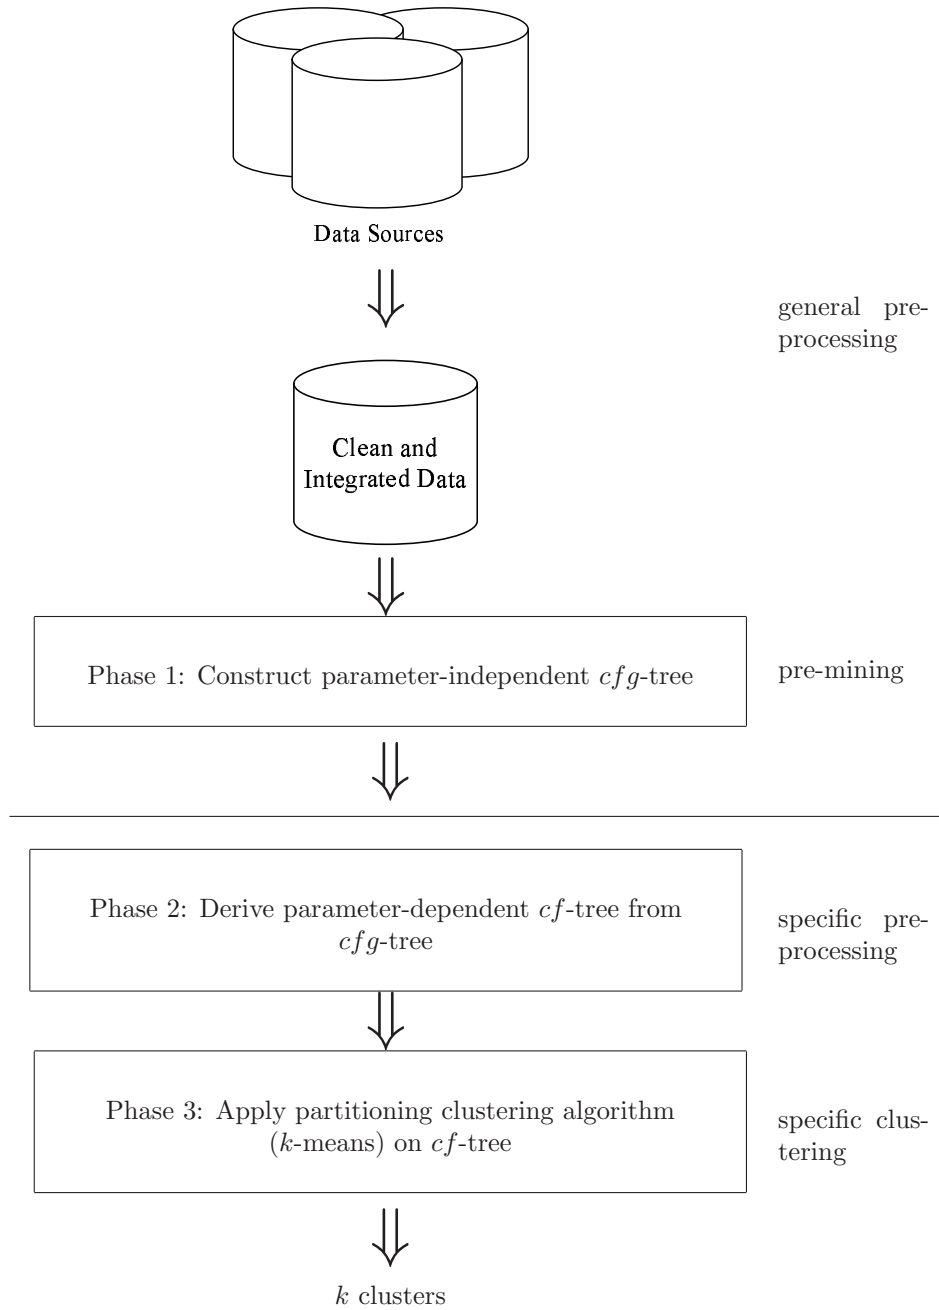 Data Sources
general pre-
processing
Clean and
Integrated Data
Phase 1: Construct parameter-independent cfg-tree
pre-mining
Phase 2: Derive parameter-dependent cf-tree from
cfg-tree
specific pre-
processing
Phase 3: Apply partitioning clustering algorithm
(k-means) on cf-tree
specific clus-
tering
k clusters